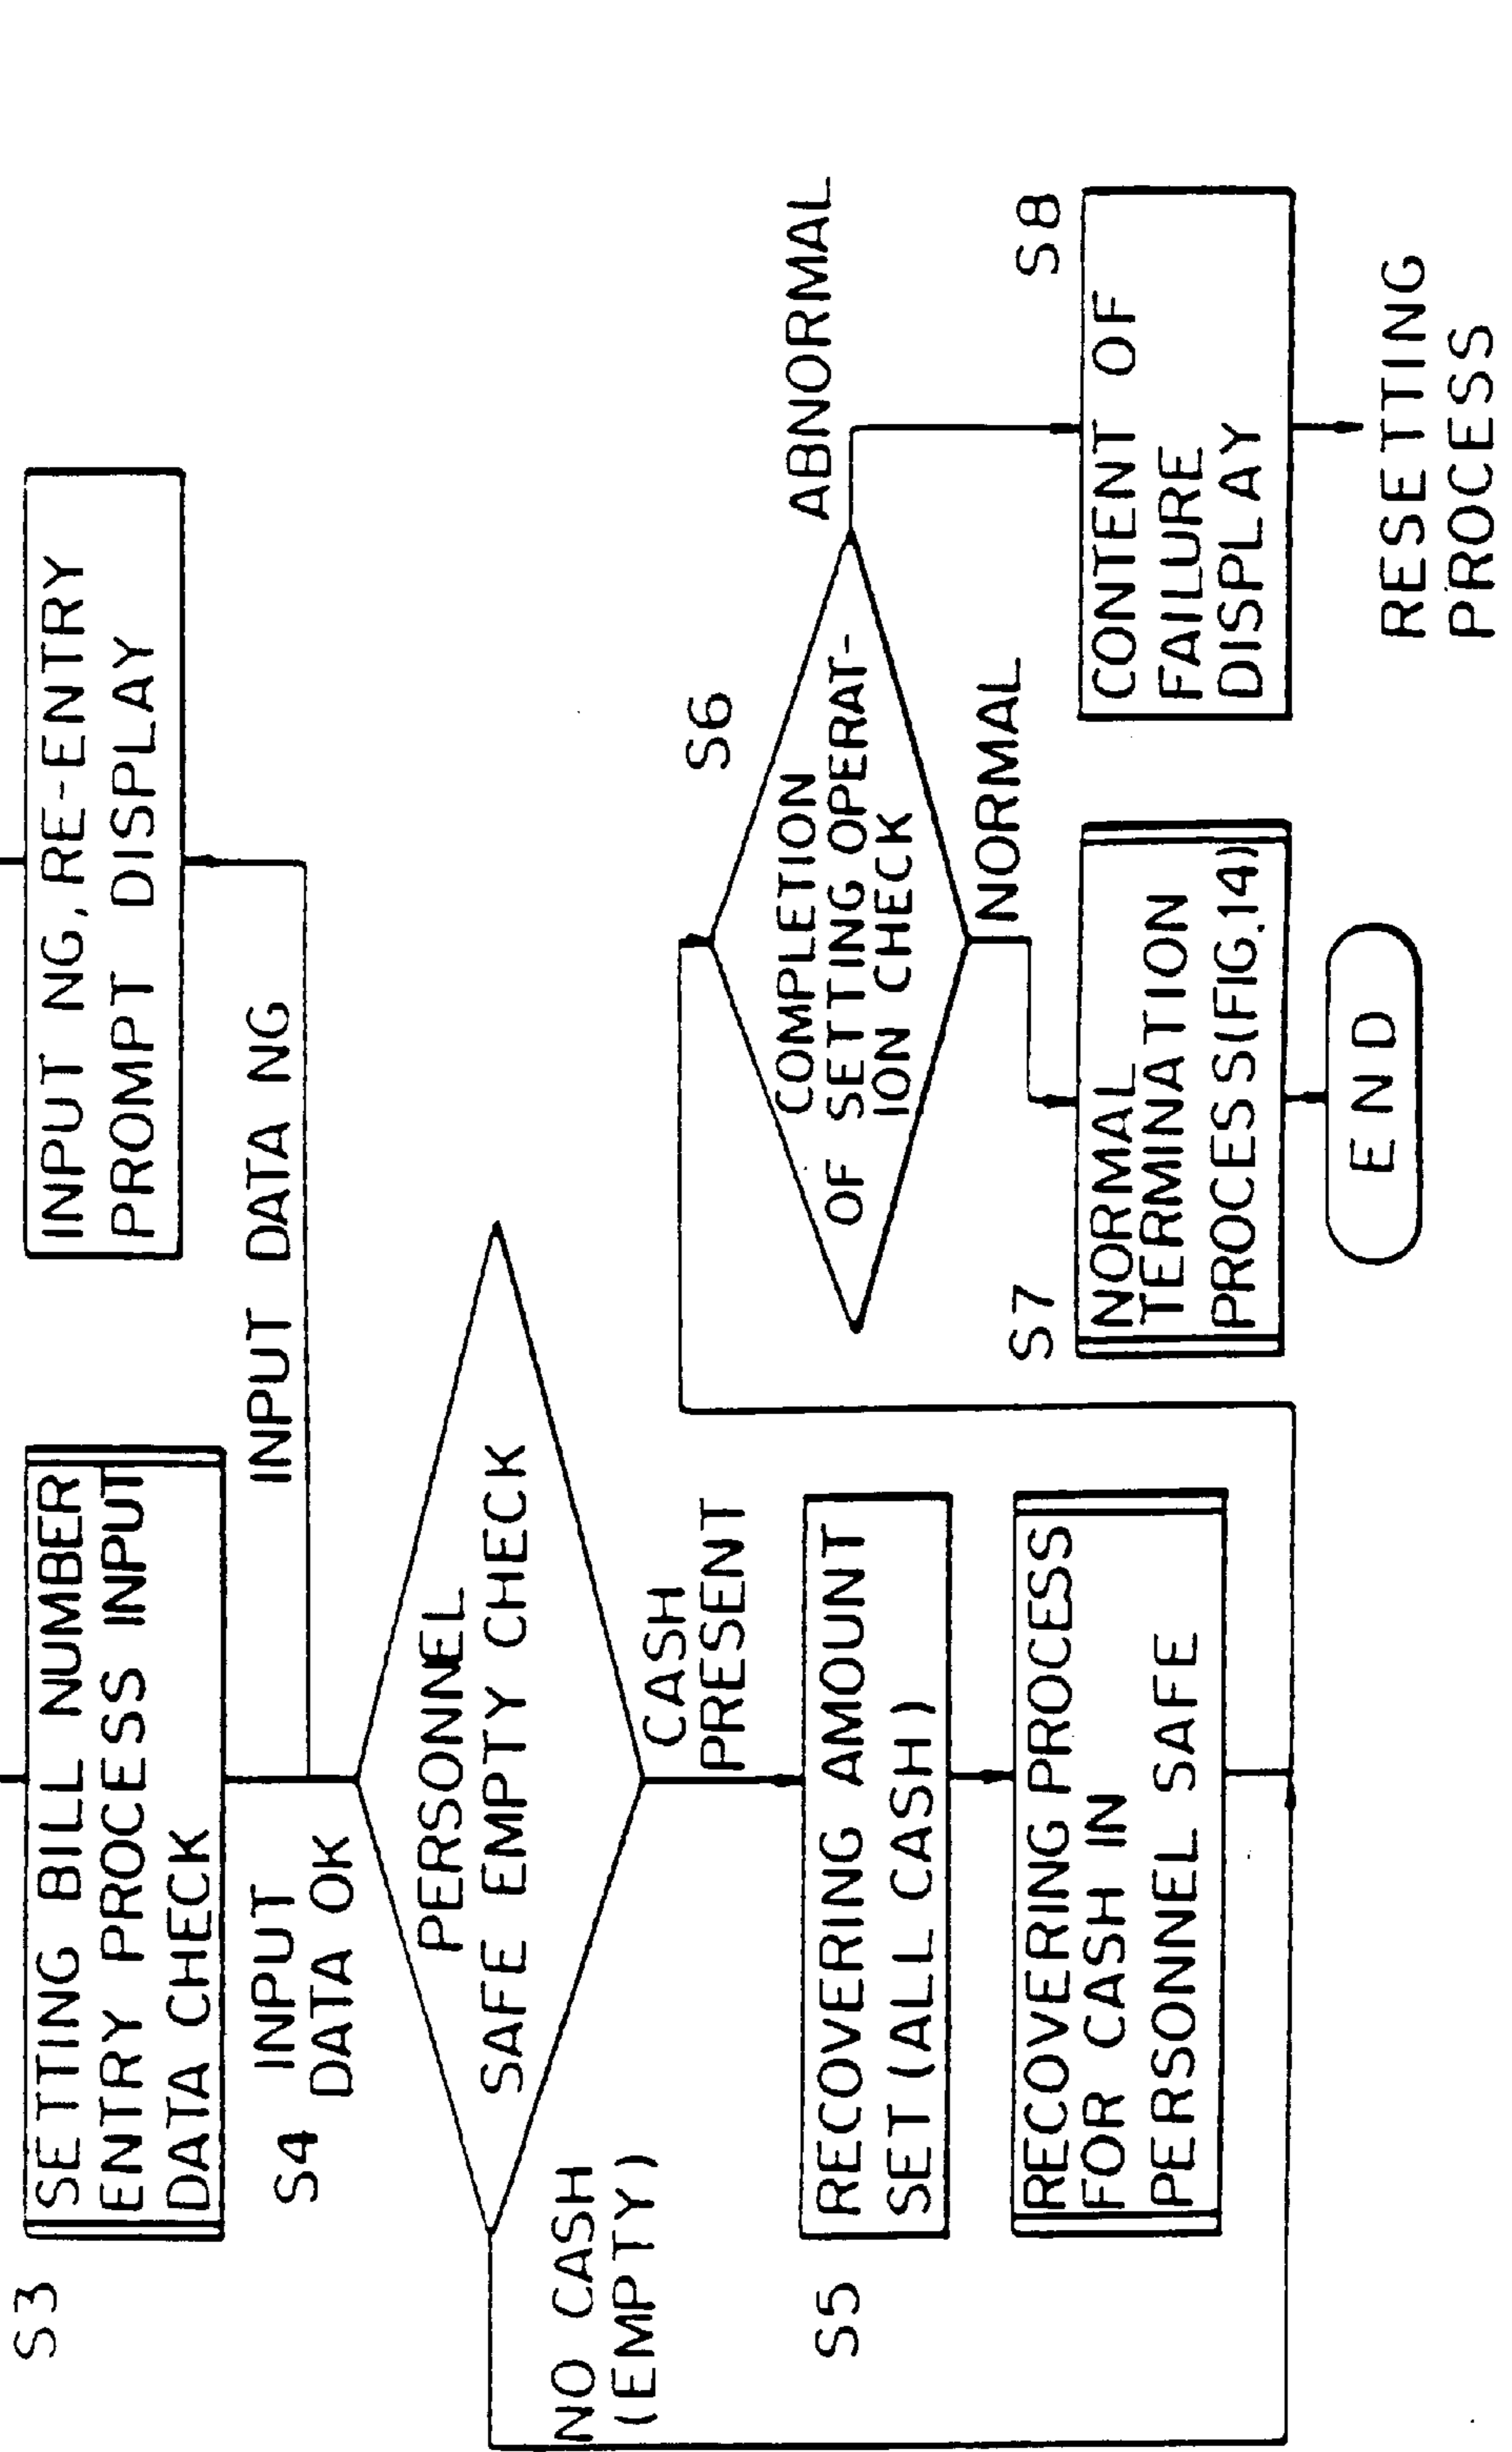 S3
SETTING BILL NUMBER
ENTRY PROCESS INPUT
DATA CHECK
INPUT NG,RE-ENTRY
PROMPT DISPLAY
INPUT DATA NG
S4
INPUT
DATA OK
PERSONNEL
SAFE EMPTY CHECK
NO CASH
(EMPTY)
CASH
PRESENT
S5
RECOVERING AMOUNT
SET (ALL CASH)
RECOVERING PROCESS
FOR CASH IN
PERSONNEL SAFE
S6
COMPLETION
OF SETTING OPERAT-
ION CHECK
ABNORMAL
NORMAL
S7
NORMAL
TERMINATION
PROCESS(FIG.14)
END
S8
CONTENT OF
FAILURE
DISPLAY
RESETTING
PROCESS